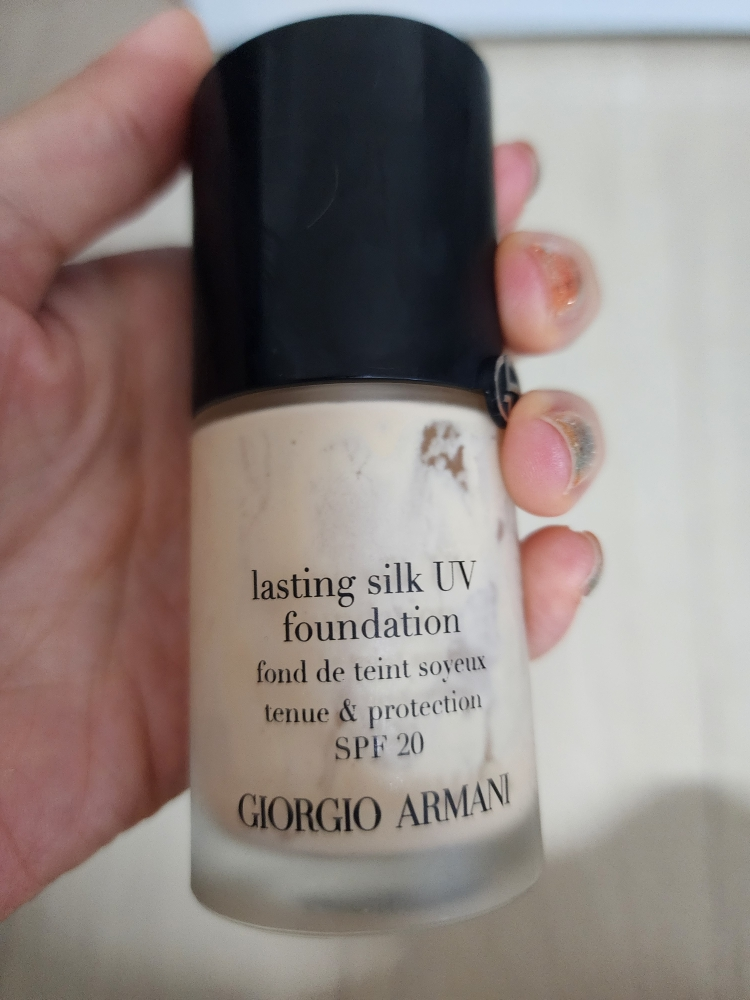 lasting silk UV
foundation
fond de teint soyeux
tenue & protection
SPF 20
GIORGIO ARMANI